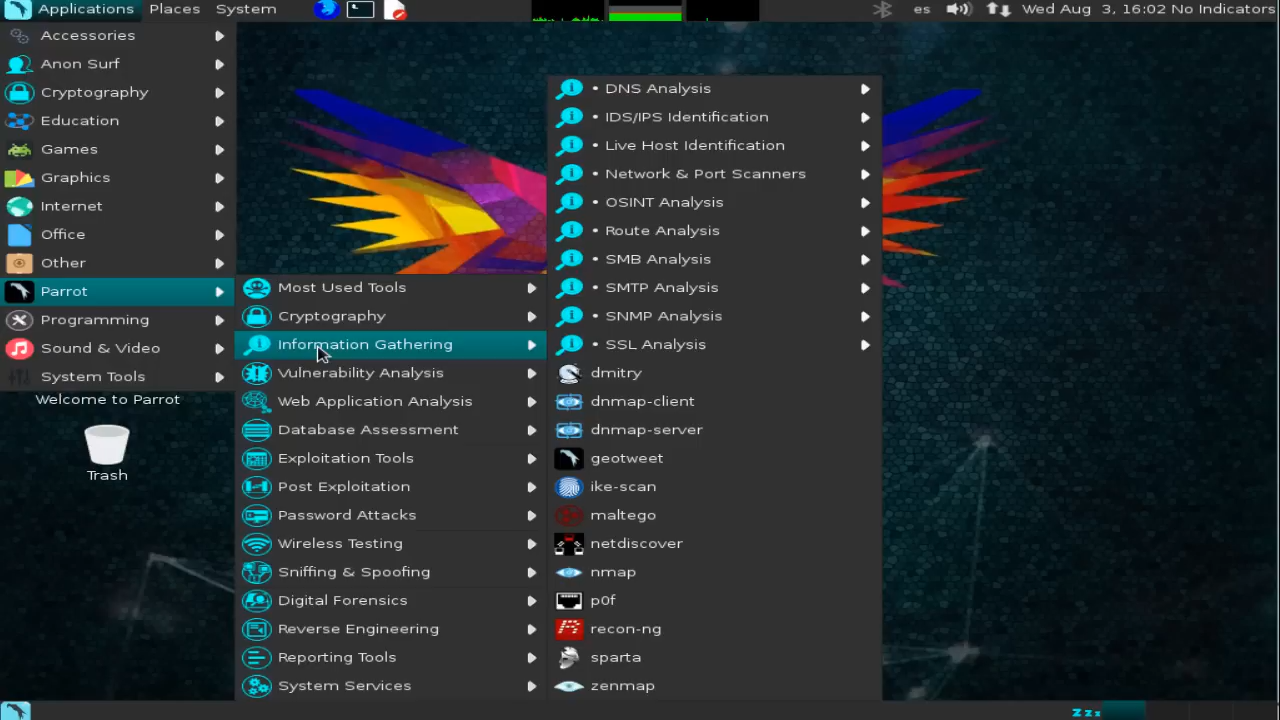 Applications Places System es Wed Aug 3, 16:02 No Indicators
Accessories
Anon Surf
Cryptography
Education
Games
Graphics
Internet
Office
Other
Parrot
Programming
Sound & Video
System Tools
Welcome to Parrot
Trash
Most Used Tools
Cryptography
Information Gathering
Vulnerability Analysis
Web Application Analysis
Database Assessment
Exploitation Tools
Post Exploitation
Password Attacks
Wireless Testing
Sniffing & Spoofing
Digital Forensics
Reverse Engineering
Reporting Tools
System Services
• DNS Analysis
• IDS/IPS Identification
• Live Host Identification
• Network & Port Scanners
• OSINT Analysis
• Route Analysis
• SMB Analysis
• SMTP Analysis
• SNMP Analysis
• SSL Analysis
dmitry
dnmap-client
dnmap-server
geotweet
ike-scan
maltego
netdiscover
nmap
p0f
recon-ng
sparta
zenmap
zzz